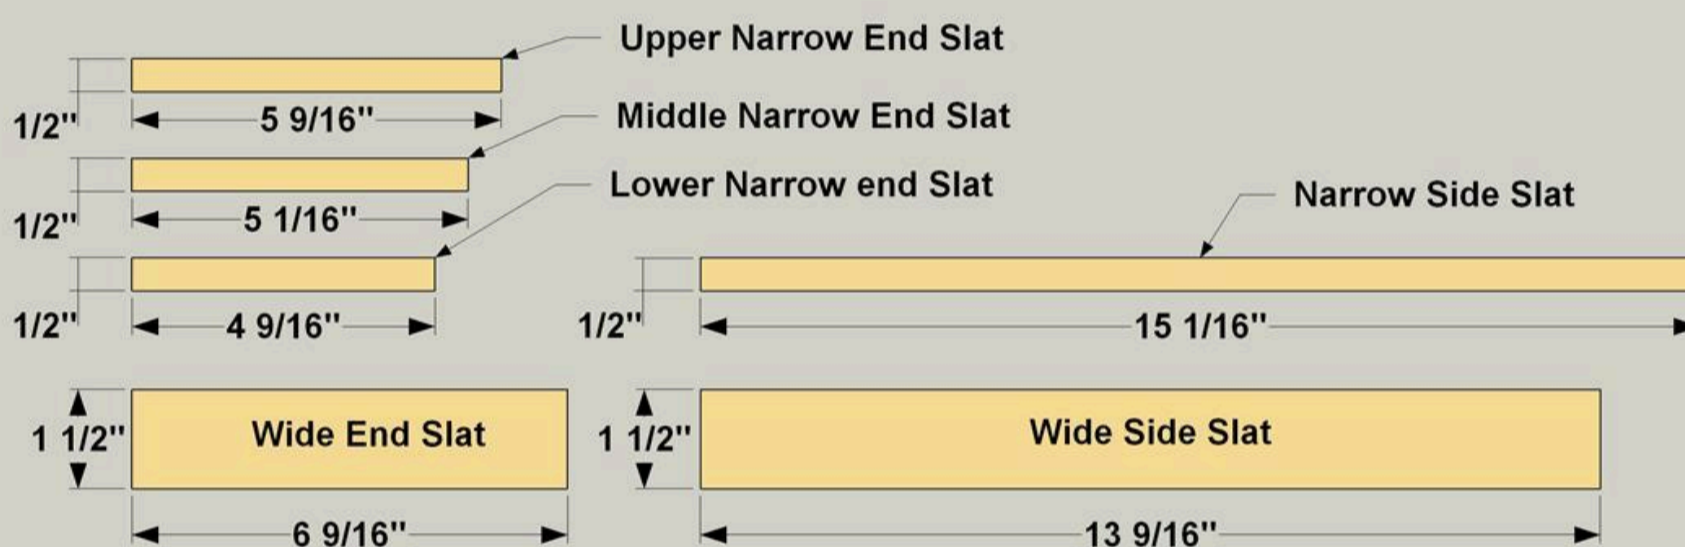 Upper Narrow End Slat
1/2"
5 9/16"
Middle Narrow End Slat
1/2"
5 1/16"
Lower Narrow end Slat
1/2"
4 9/16"
Narrow Side Slat
1/2"
15 1/16"
1 1/2"
Wide End Slat
6 9/16"
1 1/2"
Wide Side Slat
13 9/16"